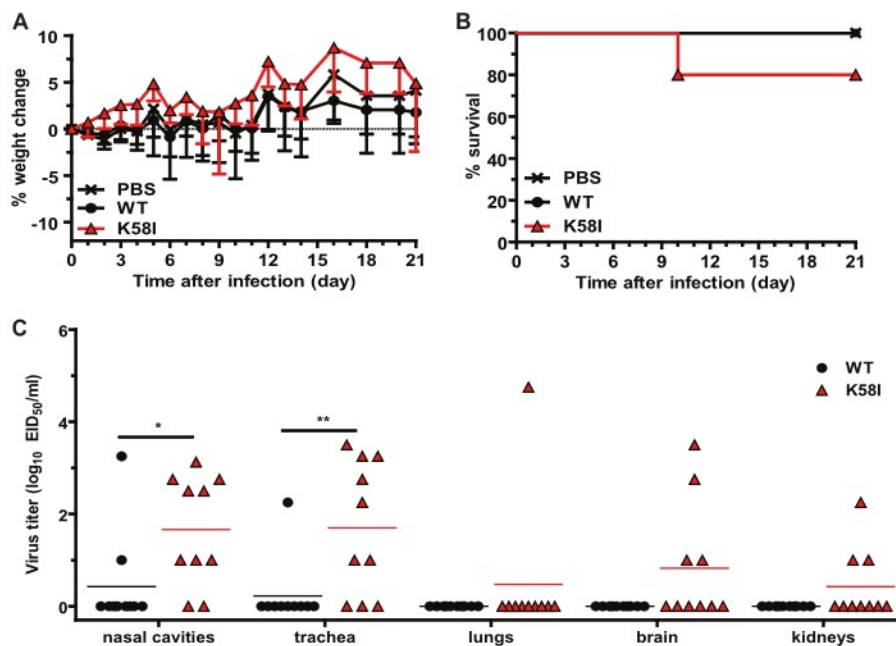 A
10
5
0
-5
-10
% weight change
PBS
WT
K58I
0 3 6 9 12 15 18 21
Time after infection (day)
B
100
80
60
40
20
0
% survival
PBS
WT
K58I
0 3 6 9 12 15 18 21
Time after infection (day)
C
6
4
2
0
Virus titer (log₁₀ EID₅₀/ml)
WT
K58I
*
**
nasal cavities trachea lungs brain kidneys